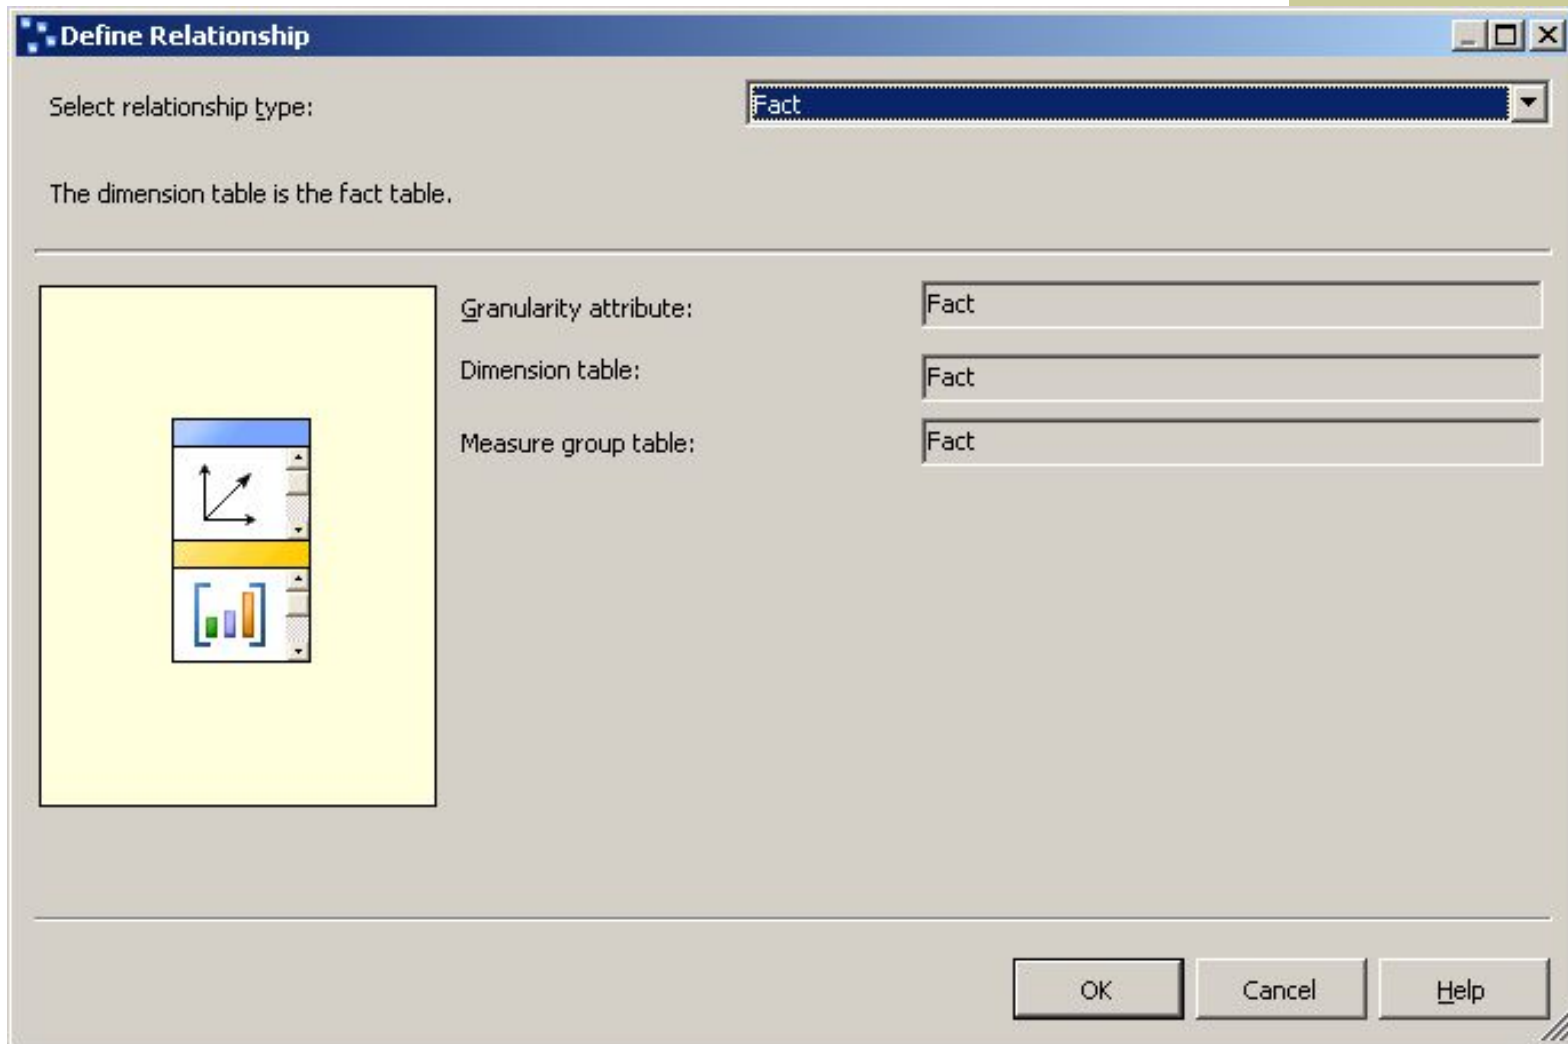 Define Relationship
Select relationship type: Fact
The dimension table is the fact table.
Granularity attribute: Fact
Dimension table: Fact
Measure group table: Fact
OK Cancel Help